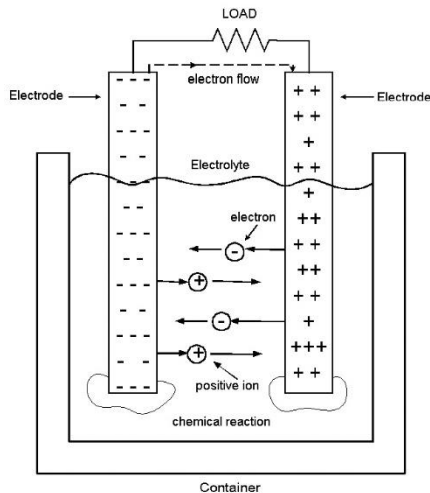 LOAD
electron flow
Electrode
Electrode
Electrolyte
electron
positive ion
chemical reaction
Container